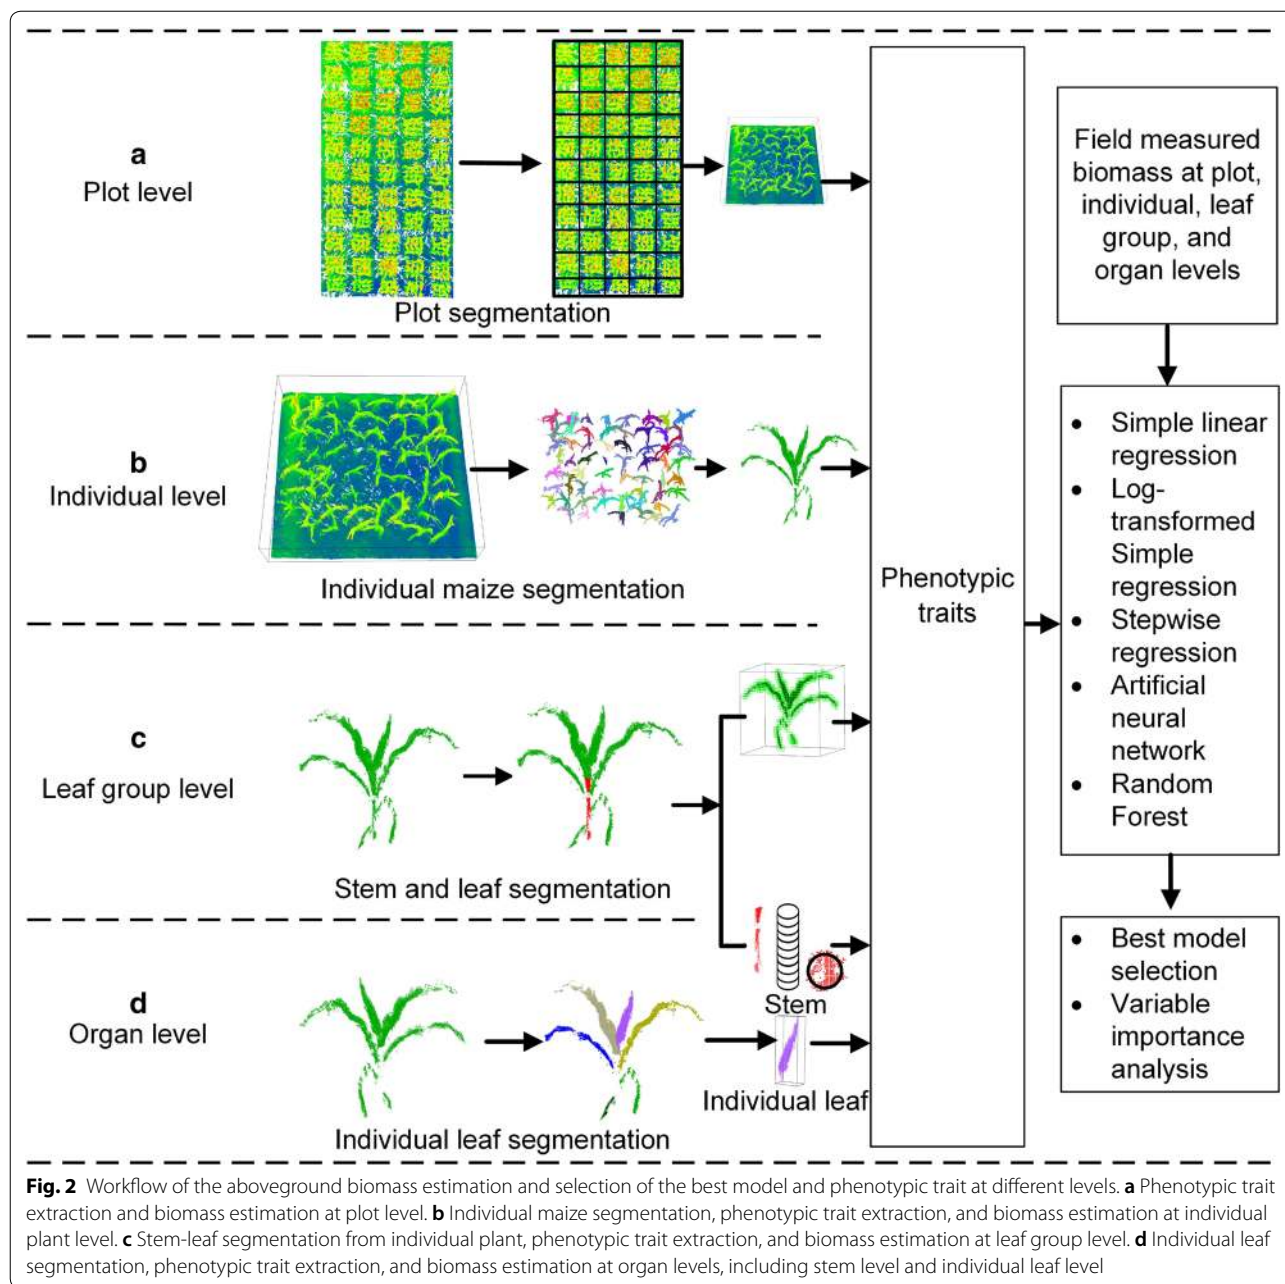 a
Plot level
Plot segmentation
b
Individual level
Individual maize segmentation
c
Leaf group level
Stem and leaf segmentation
d
Organ level
Stem
Individual leaf
Individual leaf segmentation
Phenotypic
traits
Field measured
biomass at plot,
individual, leaf
group, and
organ levels
• Simple linear
regression
• Log-
transformed
Simple
regression
• Stepwise
regression
• Artificial
neural
network
• Random
Forest
• Best model
selection
• Variable
importance
analysis
Fig. 2 Workflow of the aboveground biomass estimation and selection of the best model and phenotypic trait at different levels. a Phenotypic trait
extraction and biomass estimation at plot level. b Individual maize segmentation, phenotypic trait extraction, and biomass estimation at individual
plant level. c Stem-leaf segmentation from individual plant, phenotypic trait extraction, and biomass estimation at leaf group level. d Individual leaf
segmentation, phenotypic trait extraction, and biomass estimation at organ levels, including stem level and individual leaf level